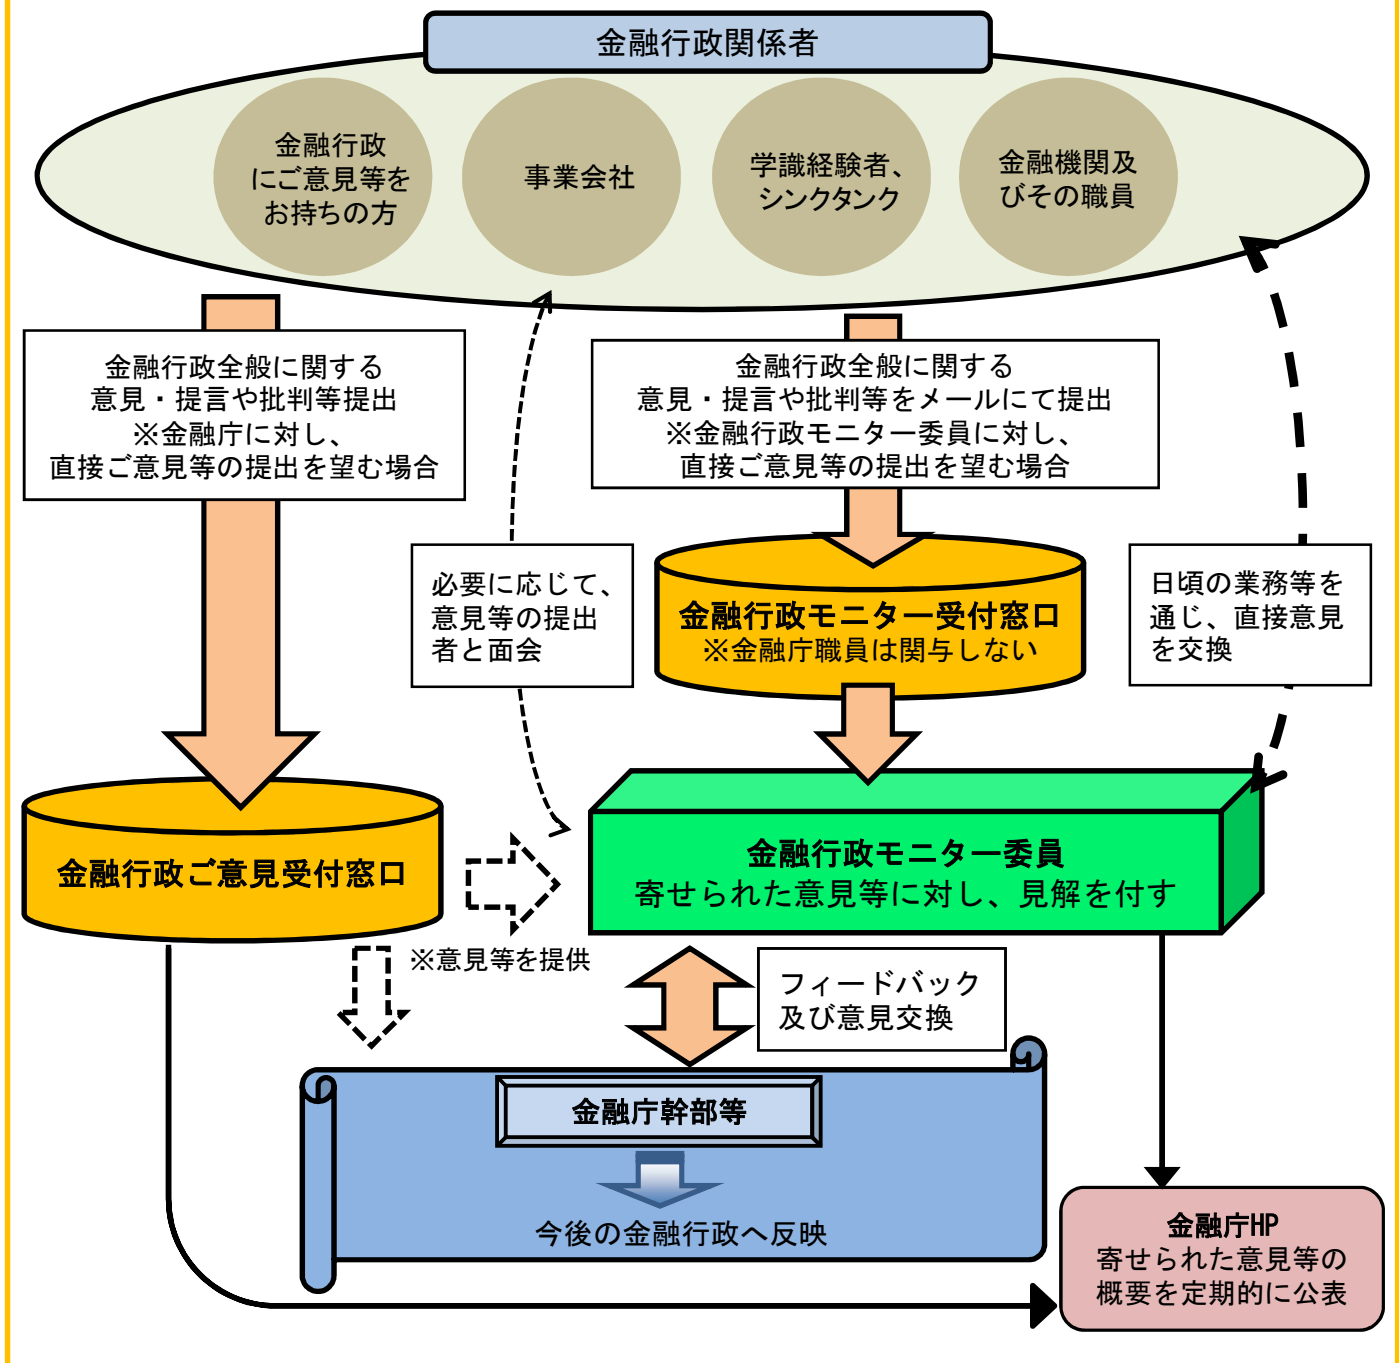 金融行政関係者
金融行政
にご意見等を
お持ちの方
事業会社
学識経験者、
シンクタンク
金融機関及
びその職員
金融行政全般に関する
意見・提言や批判等提出
※金融庁に対し、
直接ご意見等の提出を望む場合
金融行政全般に関する
意見・提言や批判等をメールにて提出
※金融行政モニター委員に対し、
直接ご意見等の提出を望む場合
必要に応じて、
意見等の提出
者と面会
金融行政モニター受付窓口
※金融庁職員は関与しない
日頃の業務等を
通じ、直接意見
を交換
金融行政ご意見受付窓口
金融行政モニター委員
寄せられた意見等に対し、見解を付す
※意見等を提供
フィードバック
及び意見交換
金融庁幹部等
今後の金融行政へ反映
金融庁HP
寄せられた意見等の
概要を定期的に公表